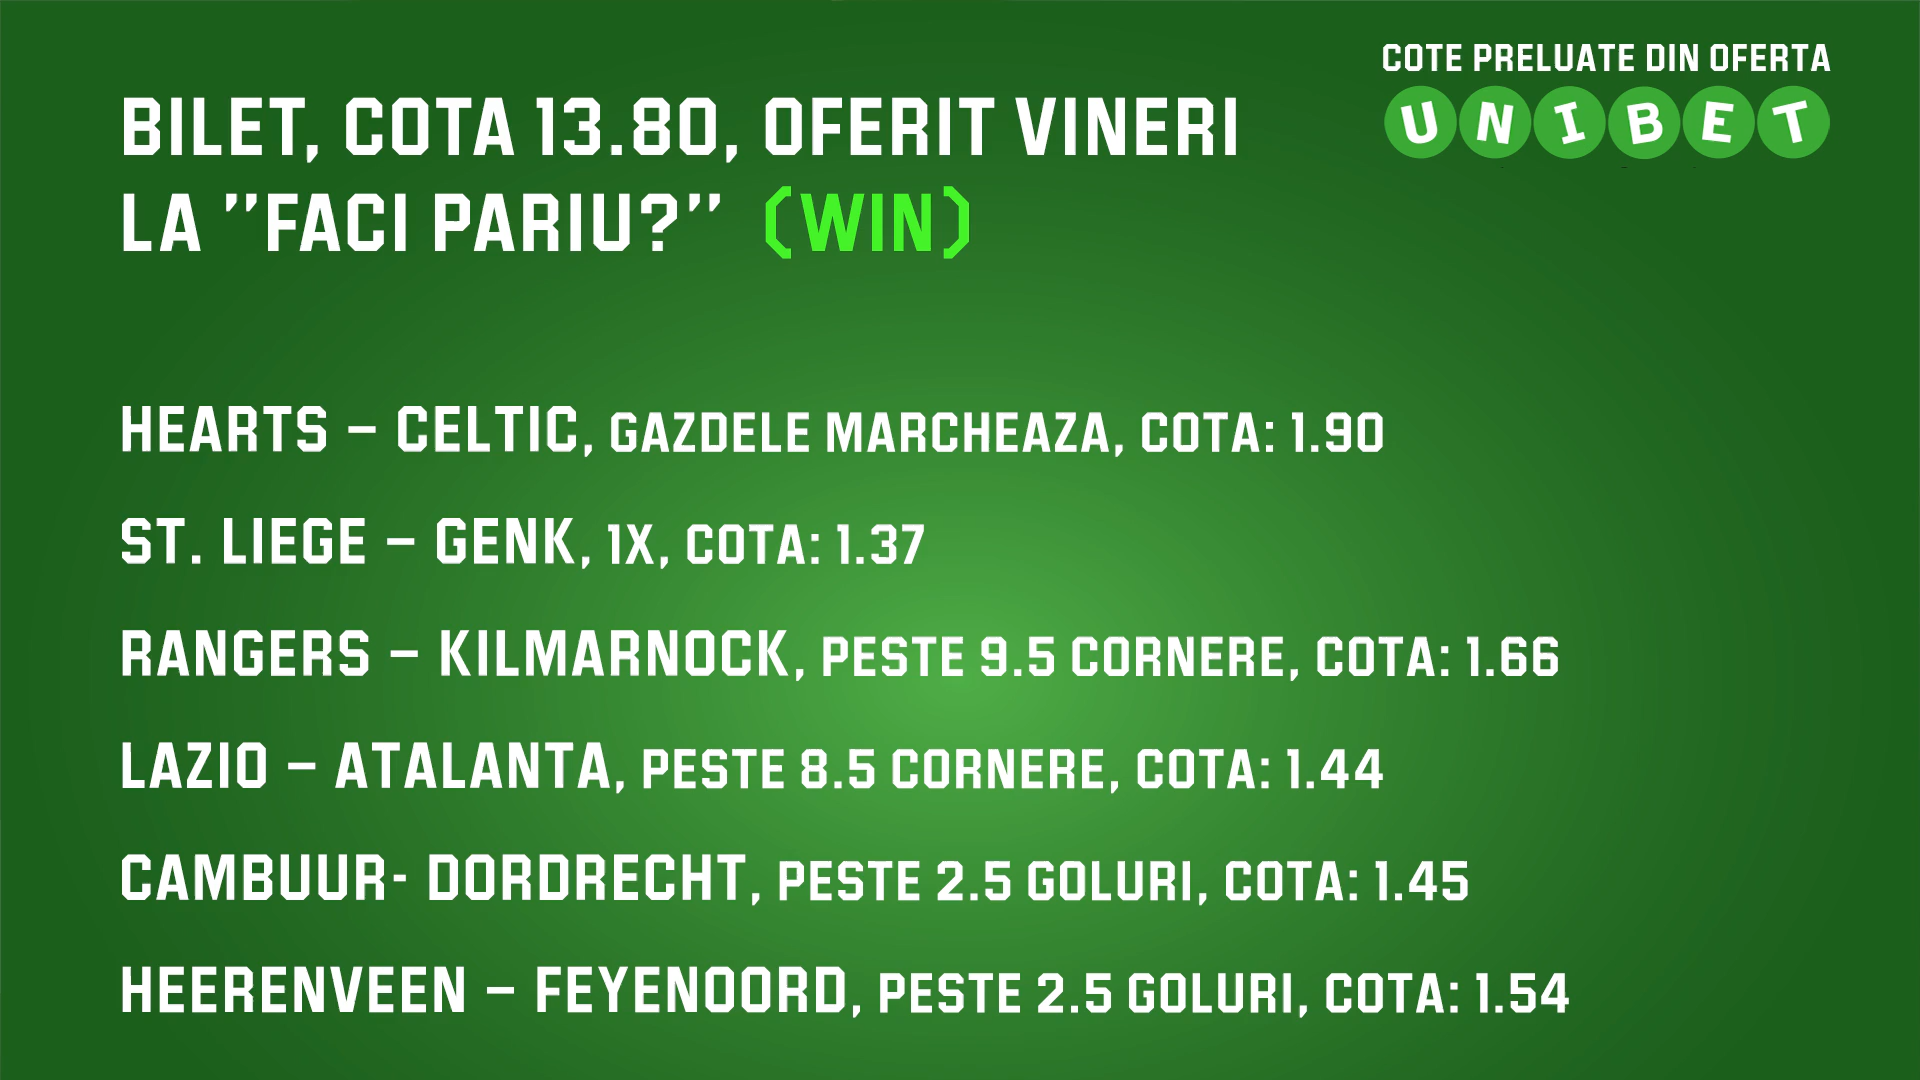 COTE PRELUATE DIN OFERTA
UNIBET
BILET, COTA 13.80, OFERIT VINERI
LA "FACI PARIU?" (WIN)
HEARTS – CELTIC, GAZDELE MARCHEAZA, COTA: 1.90
ST. LIEGE – GENK, 1X, COTA: 1.37
RANGERS – KILMARNOCK, PESTE 9.5 CORNERE, COTA: 1.66
LAZIO – ATALANTA, PESTE 8.5 CORNERE, COTA: 1.44
CAMBUUR- DORDRECHT, PESTE 2.5 GOLURI, COTA: 1.45
HEERENVEEN – FEYENOORD, PESTE 2.5 GOLURI, COTA: 1.54